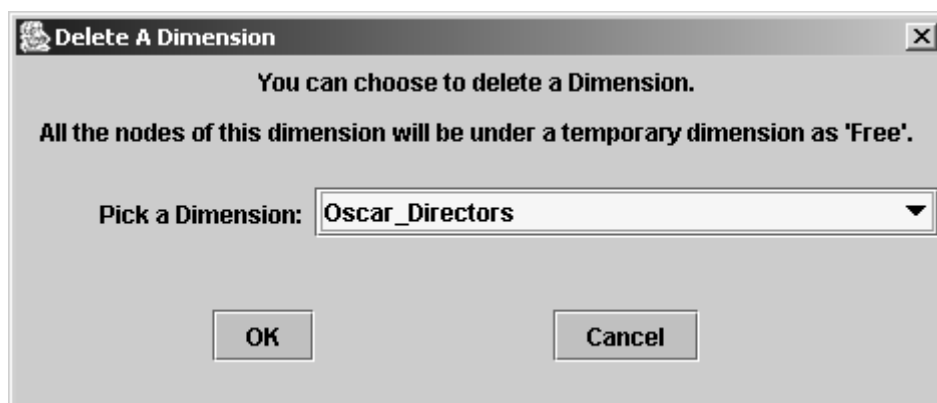 Delete A Dimension
You can choose to delete a Dimension.
All the nodes of this dimension will be under a temporary dimension as 'Free'.
Pick a Dimension: Oscar_Directors
OK Cancel